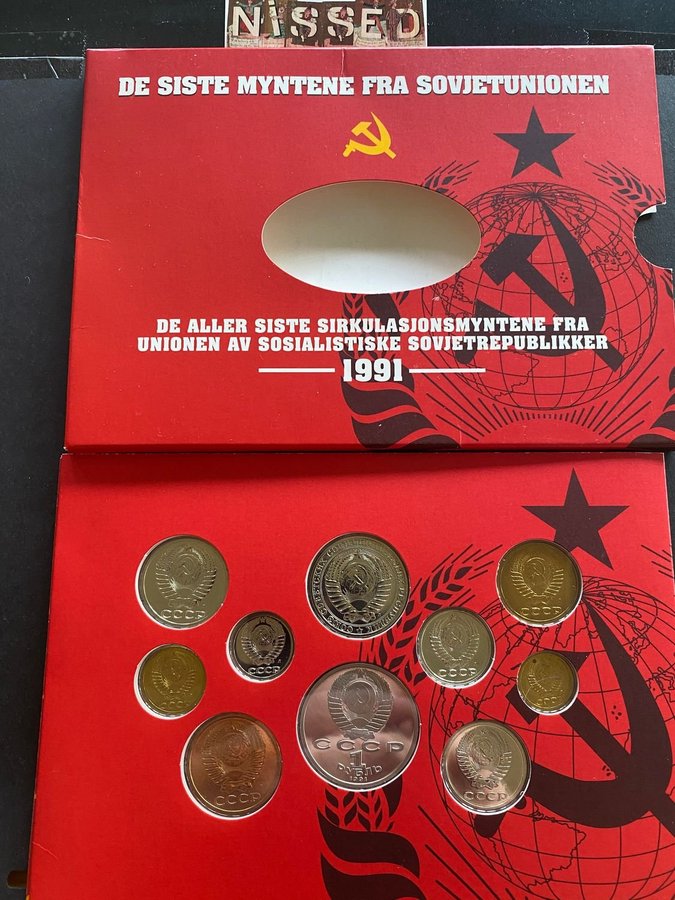 NiSSED
DE SISTE MYNTENE FRA SOVJETUNIONEN
DE ALLER SISTE SIRKULASJONSMYNTENE FRA
UNIONEN AV SOSIALISTISKE SOVJETREPUBLIKKER
1991
СССР
СССР
СССР
СССР
СССР
СССР
СССР
СССР
1
РУБЛЬ
1991
СССР